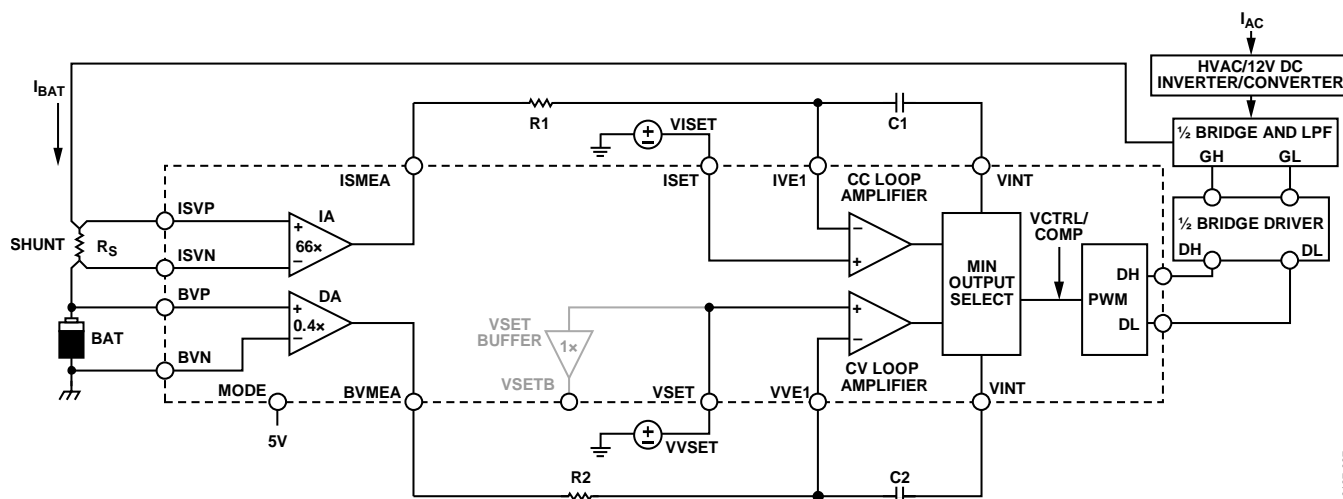 I_AC
HVAC/12V DC
INVERTER/CONVERTER
I_BAT
R1
C1
VISET
½ BRIDGE AND LPF
GH
GL
ISMEA
ISET
IVE1
CC LOOP
AMPLIFIER
VINT
ISVP
IA
+
66×
−
−
+
VCTRL/
COMP
½ BRIDGE DRIVER
DH
DL
SHUNT
R_S
ISVN
MIN
OUTPUT
SELECT
DH
PWM
DL
BVP
DA
+
0.4×
−
VSET
BUFFER
1×
+
−
BAT
BVN
CV LOOP
AMPLIFIER
MODE
BVMEA
VSETB
VSET
VVE1
VINT
5V
VVSET
R2
C2